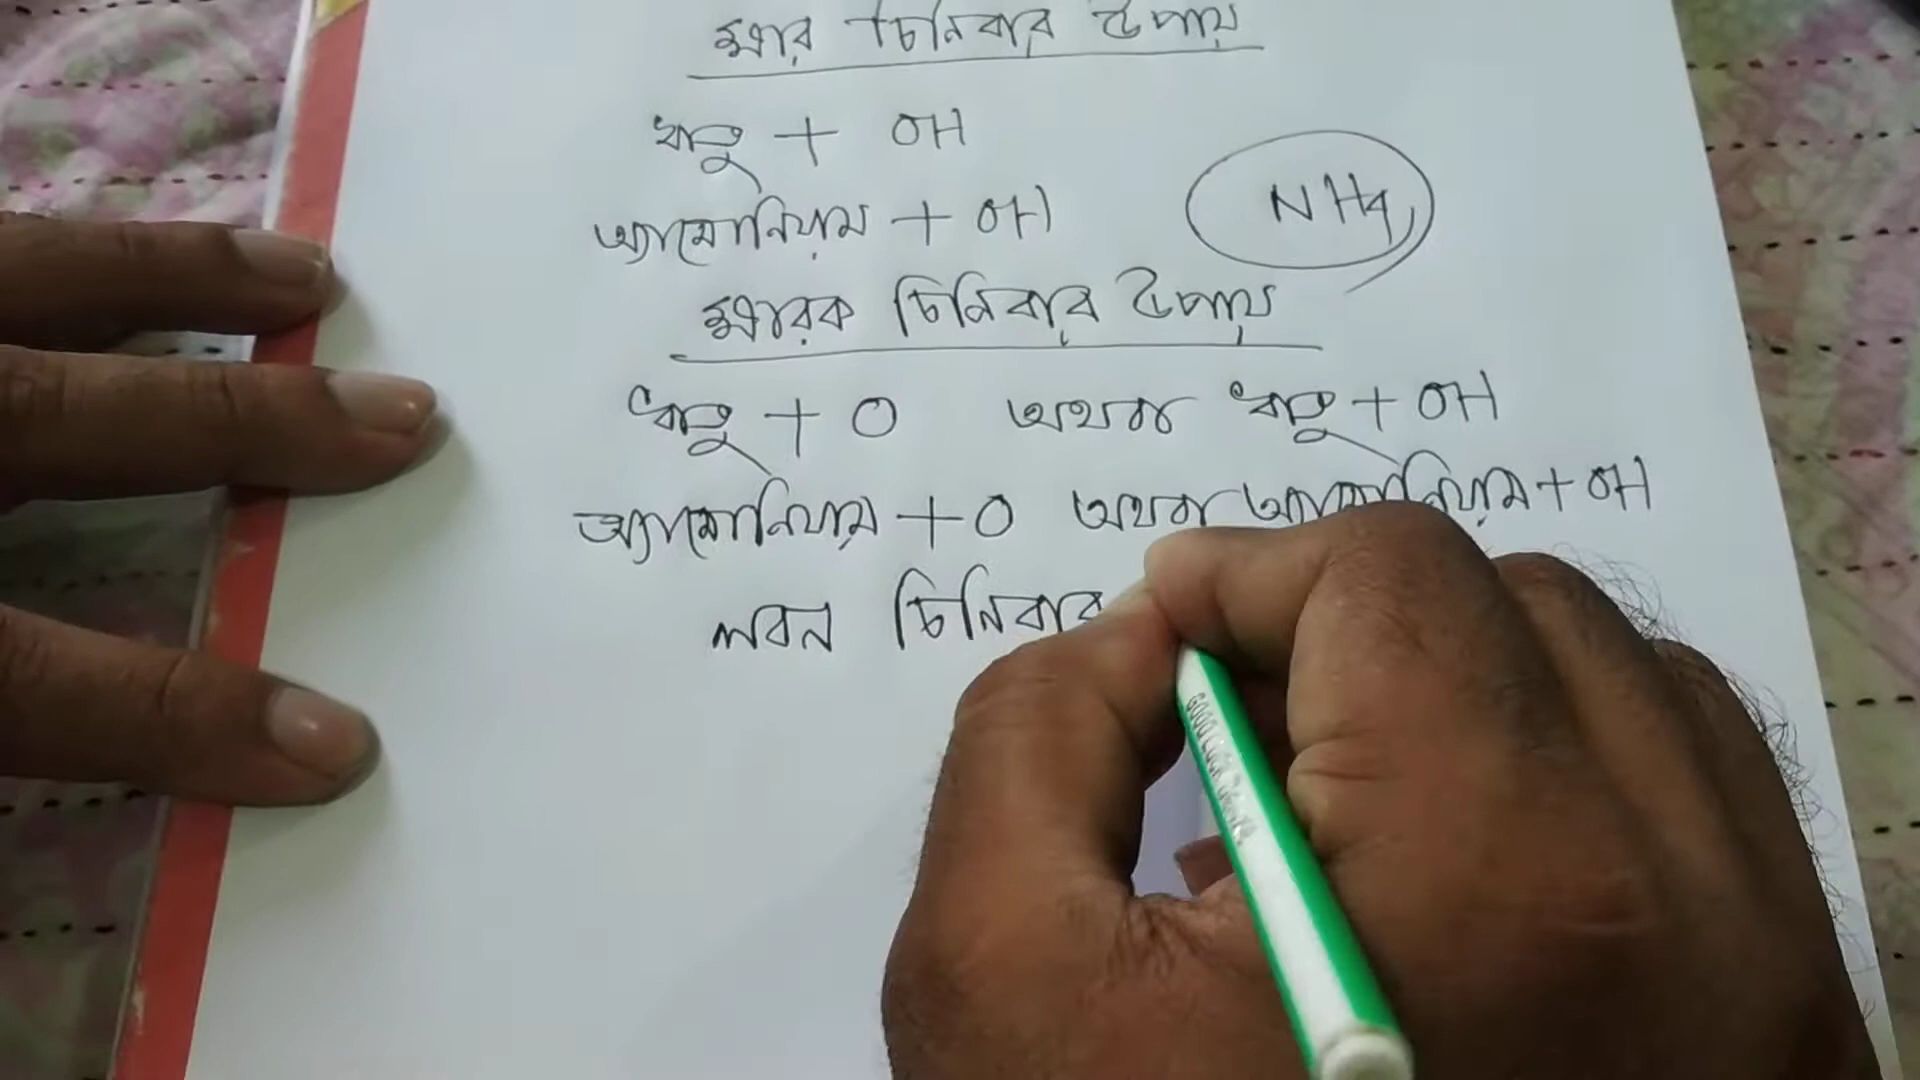 ক্ষার চিনিবার উপায়
ধাতু + OH
NH4
অ্যামোনিয়াম + OH
ক্ষারক চিনিবার উপায়
ধাতু + O অথবা ধাতু + OH
অ্যামোনিয়াম + O অথবা অ্যামোনিয়াম + OH
লবন চিনিবার